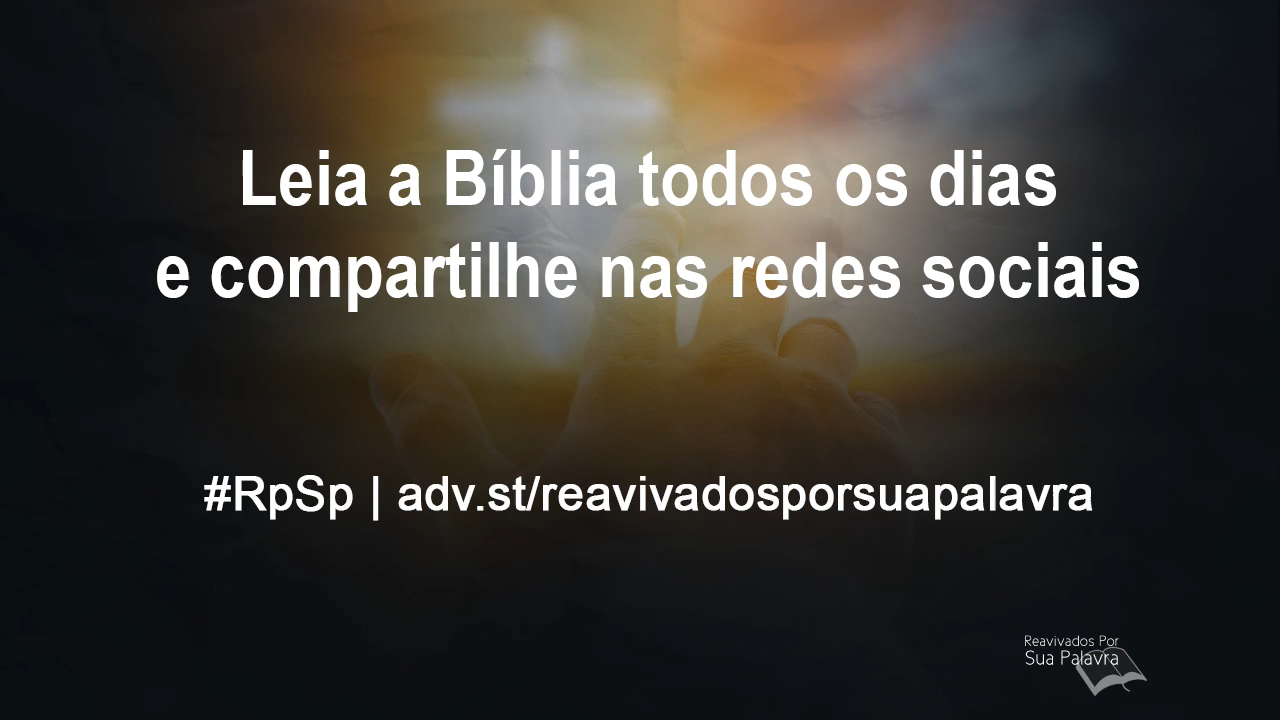 Leia a Bíblia todos os dias
e compartilhe nas redes sociais
#RpSp | adv.st/reavivadosporsuapalavra
Reavivados Por
Sua Palavra